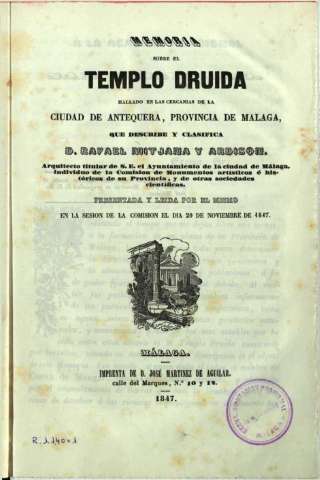 MEMORIA
SOBRE EL
TEMPLO DRUIDA
HALLADO EN LAS CERCANIAS DE LA
CIUDAD DE ANTEQUERA, PROVINCIA DE MALAGA,
QUE DESCRIBE Y CLASIFICA
D. RAFAEL MITJANA Y ARDISON.
Arquitecto titular de S. E. el Ayuntamiento de la ciudad de Málaga.
Individuo de la Comision de Monumentos artísticos é his-
tóricos de su Provincia, y de otras sociedades
científicas.
PRESENTADA Y LEIDA POR EL MISMO
EN LA SESION DE LA COMISION EL DIA 20 DE NOVIEMBRE DE 1847.
MÁLAGA.
IMPRENTA DE D. JOSÉ MARTINEZ DE AGUILAR.
calle del Marques, N.º 10 y 12.
1847.